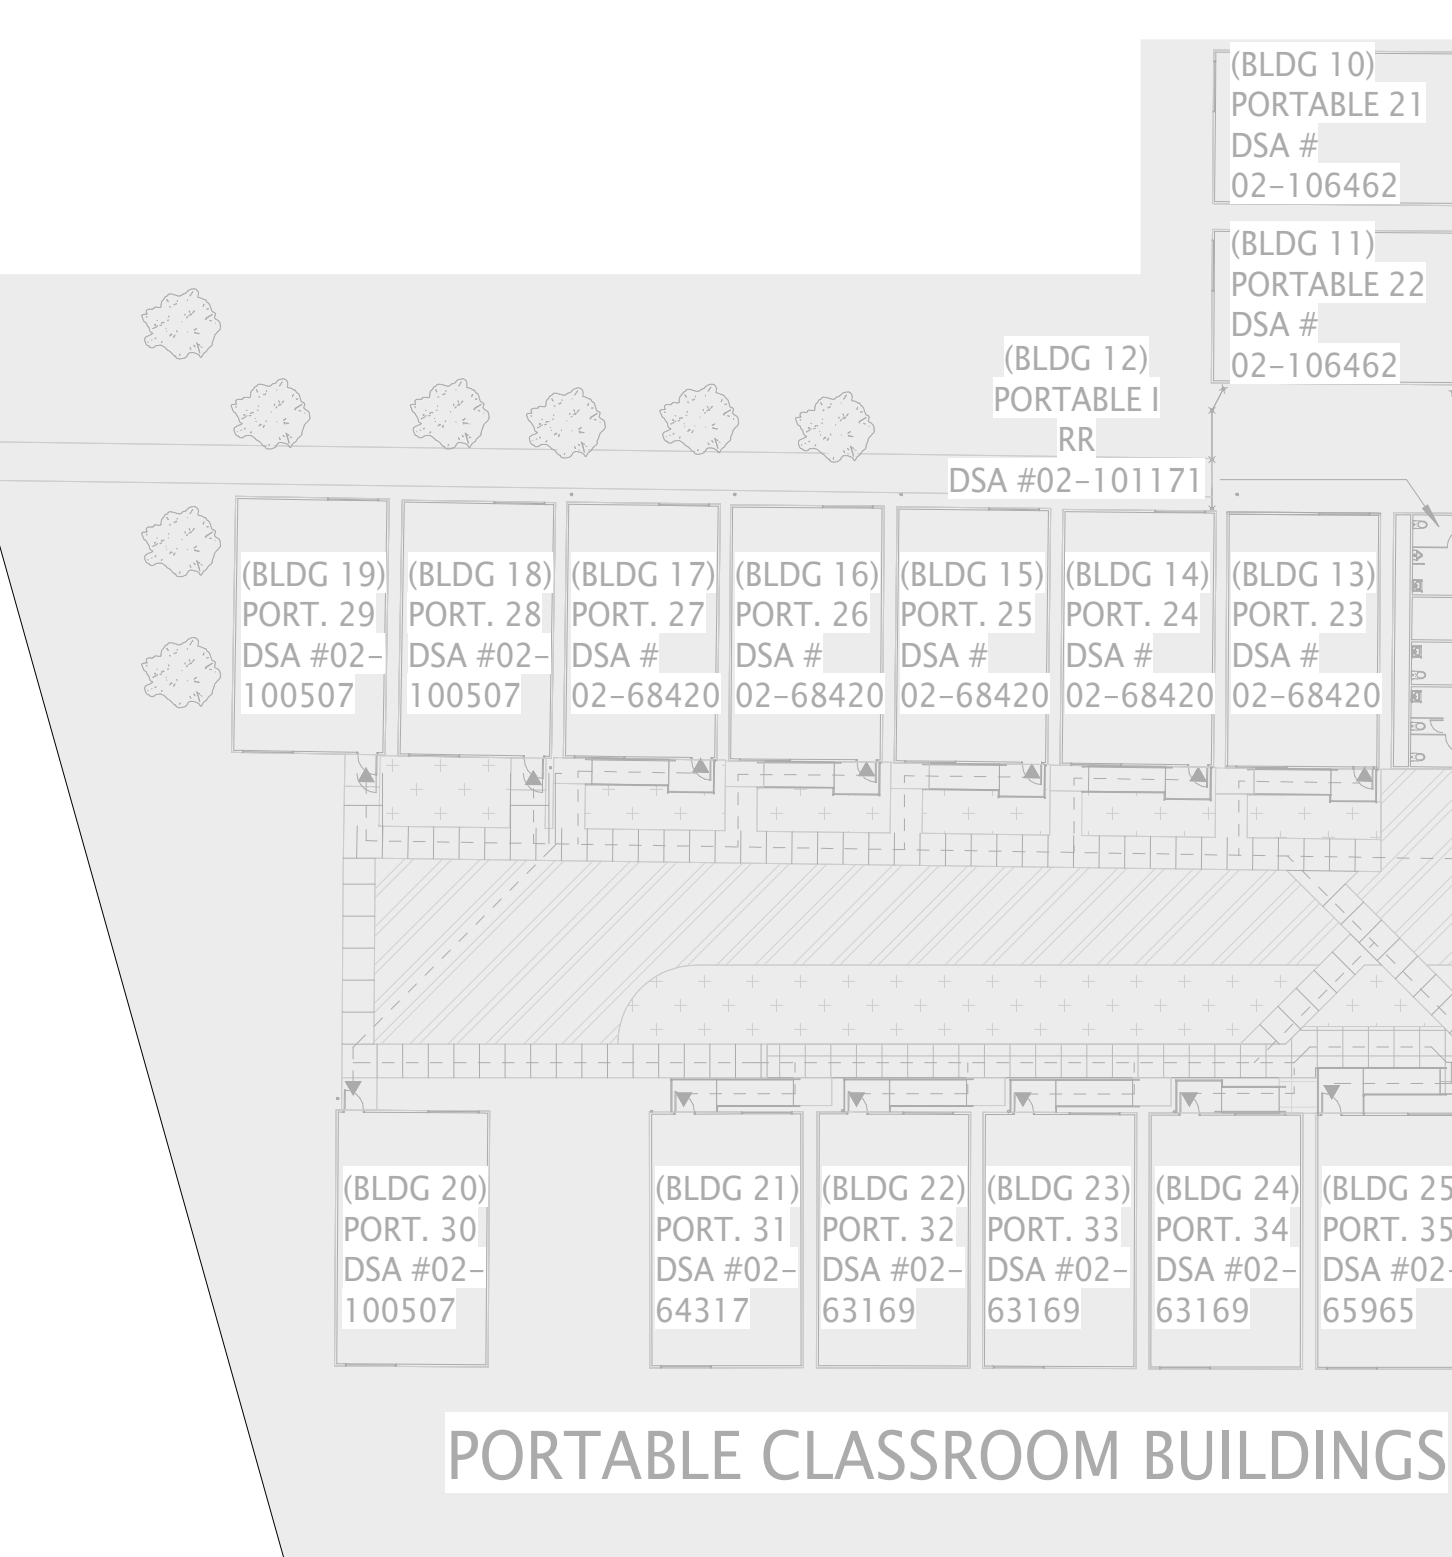 (BLDG 10)
PORTABLE 21
DSA #
02-106462
(BLDG 11)
PORTABLE 22
DSA #
02-106462
(BLDG 12)
PORTABLE I
RR
DSA #02-101171
(BLDG 19)
PORT. 29
DSA #02-
100507
(BLDG 18)
PORT. 28
DSA #02-
100507
(BLDG 17)
PORT. 27
DSA #
02-68420
(BLDG 16)
PORT. 26
DSA #
02-68420
(BLDG 15)
PORT. 25
DSA #
02-68420
(BLDG 14)
PORT. 24
DSA #
02-68420
(BLDG 13)
PORT. 23
DSA #
02-68420
(BLDG 20)
PORT. 30
DSA #02-
100507
(BLDG 21)
PORT. 31
DSA #02-
64317
(BLDG 22)
PORT. 32
DSA #02-
63169
(BLDG 23)
PORT. 33
DSA #02-
63169
(BLDG 24)
PORT. 34
DSA #02-
63169
(BLDG 25
PORT. 35
DSA #02-
65965
PORTABLE CLASSROOM BUILDINGS